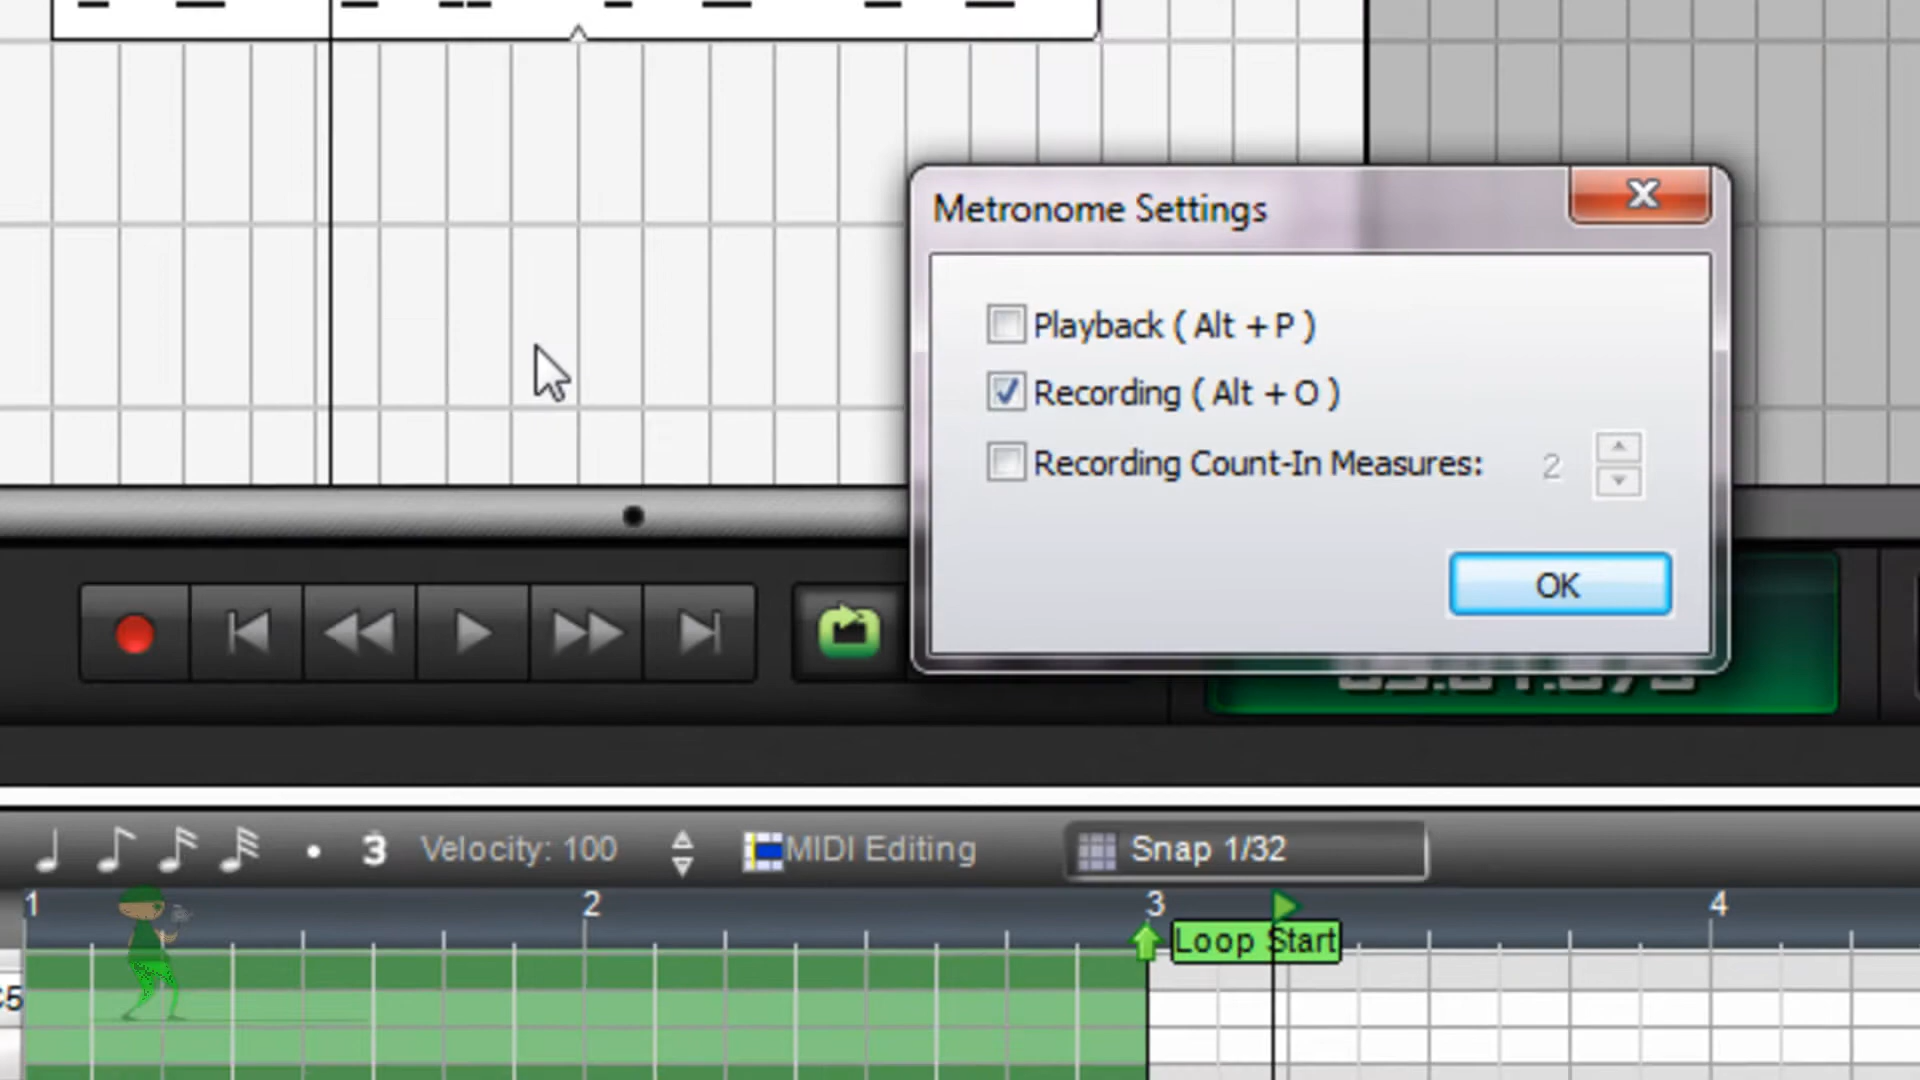 Metronome Settings
Playback ( Alt + P )
Recording ( Alt + O )
Recording Count-In Measures: 2
OK
3 Velocity: 100 MIDI Editing Snap 1/32
1 2 3 4
Loop Start